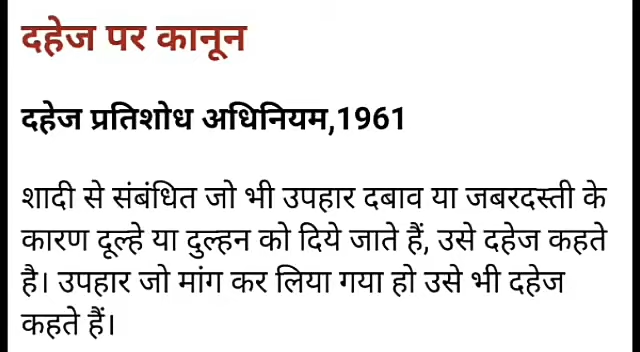 दहेज पर कानून
दहेज प्रतिशोध अधिनियम,1961
शादी से संबंधित जो भी उपहार दबाव या जबरदस्ती के
कारण दूल्हे या दुल्हन को दिये जाते हैं, उसे दहेज कहते
है। उपहार जो मांग कर लिया गया हो उसे भी दहेज
कहते हैं।